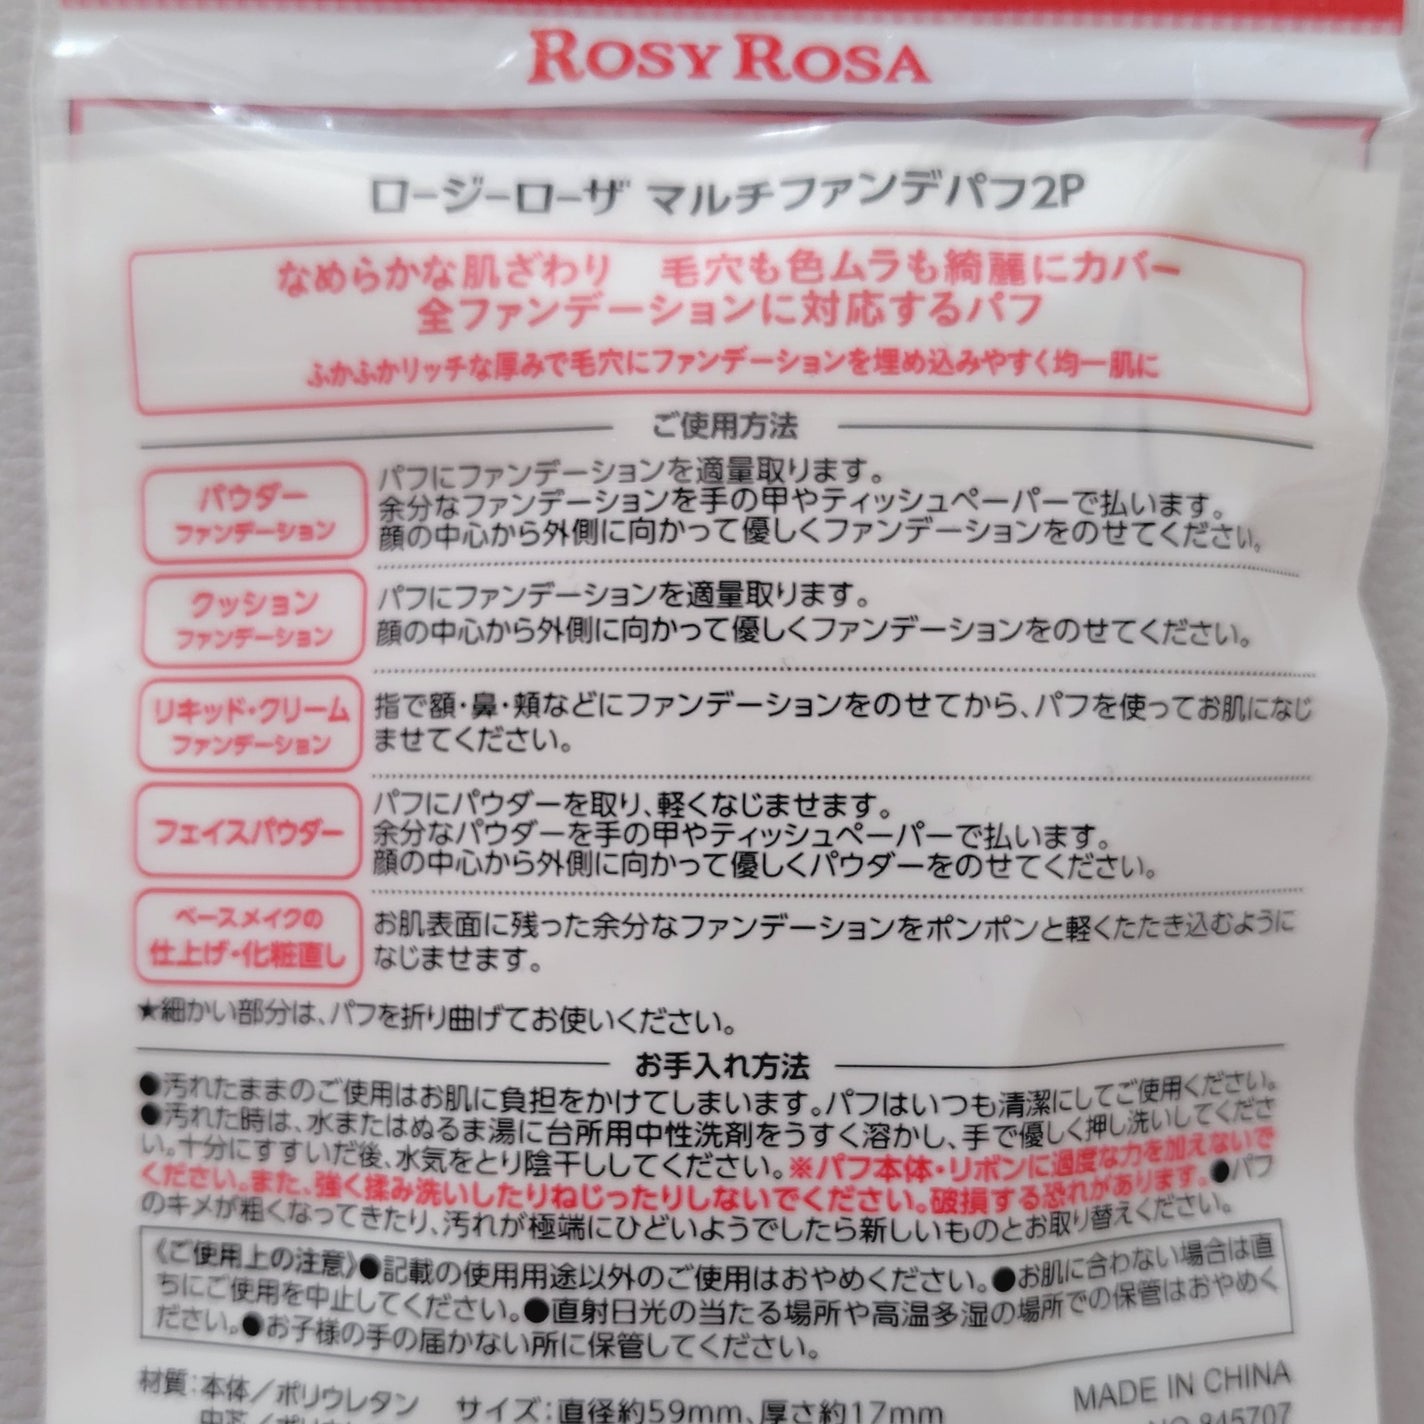 ROSY ROSA
ロージーローザ マルチファンデパフ2P
なめらかな肌ざわり 毛穴も色ムラも綺麗にカバー
全ファンデーションに対応するパフ
ふかふかリッチな厚みで毛穴にファンデーションを埋め込みやすく均一肌に
ご使用方法
パウダー
ファンデーション
パフにファンデーションを適量取ります。
余分なファンデーションを手の甲やティッシュペーパーで払います。
顔の中心から外側に向かって優しくファンデーションをのせてください。
クッション
ファンデーション
パフにファンデーションを適量取ります。
顔の中心から外側に向かって優しくファンデーションをのせてください。
リキッド・クリーム
ファンデーション
指で額・鼻・頬などにファンデーションをのせてから、パフを使ってお肌になじ
ませてください。
フェイスパウダー
パフにパウダーを取り、軽くなじませます。
余分なパウダーを手の甲やティッシュペーパーで払います。
顔の中心から外側に向かって優しくパウダーをのせてください。
ベースメイクの
仕上げ・化粧直し
お肌表面に残った余分なファンデーションをポンポンと軽くたたき込むように
なじませます。
★細かい部分は、パフを折り曲げてお使いください。
お手入れ方法
●汚れたままのご使用はお肌に負担をかけてしまいます。パフはいつも清潔にしてご使用ください。
●汚れた時は、水またはぬるま湯に台所用中性洗剤をうすく溶かし、手で優しく押し洗いしてくださ
い。十分にすすいだ後、水気をとり陰干ししてください。※パフ本体・リボンに過度な力を加えないで
ください。また、強く揉み洗いしたりねじったりしないでください。破損する恐れがあります。●パフ
のキメが粗くなってきたり、汚れが極端にひどいようでしたら新しいものとお取り替えください。
《ご使用上の注意》●記載の使用用途以外のご使用はおやめください。●お肌に合わない場合は直
ちにご使用を中止してください。●直射日光の当たる場所や高温多湿の場所での保管はおやめく
ださい。●お子様の手の届かない所に保管してください。
材質：本体／ポリウレタン サイズ：直径約59mm、厚さ約17mm
MADE IN CHINA
NO.845707